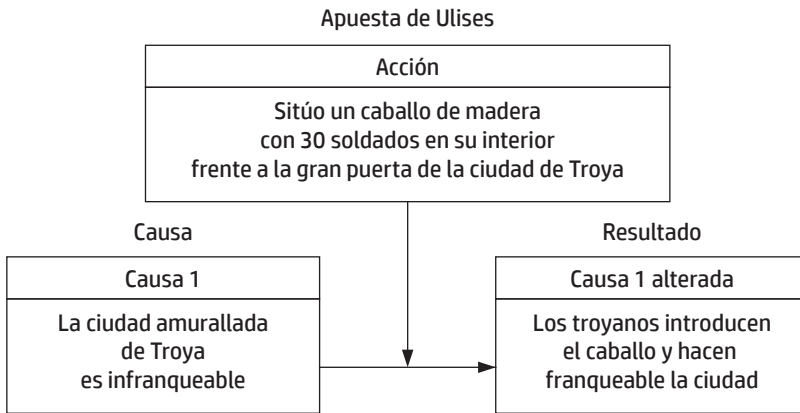 Apuesta de Ulises
Acción
Sitúo un caballo de madera
con 30 soldados en su interior
frente a la gran puerta de la ciudad de Troya
Causa
Causa 1
La ciudad amurallada
de Troya
es infranqueable
Resultado
Causa 1 alterada
Los troyanos introducen
el caballo y hacen
franqueable la ciudad